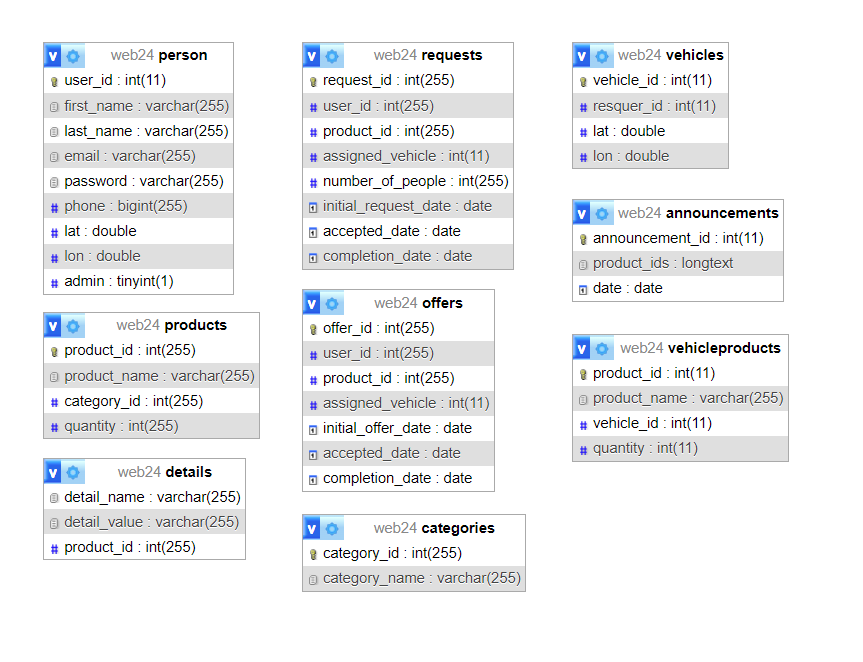 web24 person
user_id : int(11)
first_name : varchar(255)
last_name : varchar(255)
email : varchar(255)
password : varchar(255)
phone : bigint(255)
lat : double
lon : double
admin : tinyint(1)
web24 products
product_id : int(255)
product_name : varchar(255)
category_id : int(255)
quantity : int(255)
web24 details
detail_name : varchar(255)
detail_value : varchar(255)
product_id : int(255)
web24 requests
request_id : int(255)
user_id : int(255)
product_id : int(255)
assigned_vehicle : int(11)
number_of_people : int(255)
initial_request_date : date
accepted_date : date
completion_date : date
web24 offers
offer_id : int(255)
user_id : int(255)
product_id : int(255)
assigned_vehicle : int(11)
initial_offer_date : date
accepted_date : date
completion_date : date
web24 categories
category_id : int(255)
category_name : varchar(255)
web24 vehicles
vehicle_id : int(11)
resquer_id : int(11)
lat : double
lon : double
web24 announcements
announcement_id : int(11)
product_ids : longtext
date : date
web24 vehicleproducts
product_id : int(11)
product_name : varchar(255)
vehicle_id : int(11)
quantity : int(11)